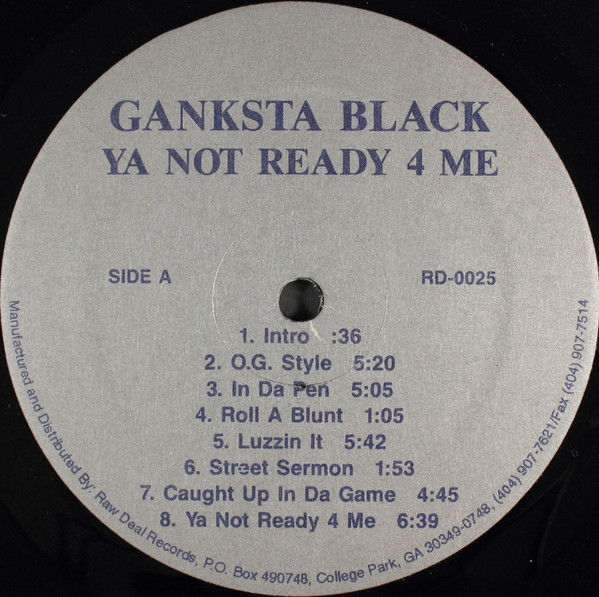 GANKSTA BLACK
YA NOT READY 4 ME
SIDE A
RD-0025
1. Intro :36
2. O.G. Style 5:20
3. In Da Pen 5:05
4. Roll A Blunt 1:05
5. Luzzin It 5:42
6. Street Sermon 1:53
7. Caught Up In Da Game 4:45
8. Ya Not Ready 4 Me 6:39
Manufactured and Distributed By: Raw Deal Records, P.O. Box 490748, College Park, GA 30349-0748, (404) 907-7621/Fax (404) 907-7514